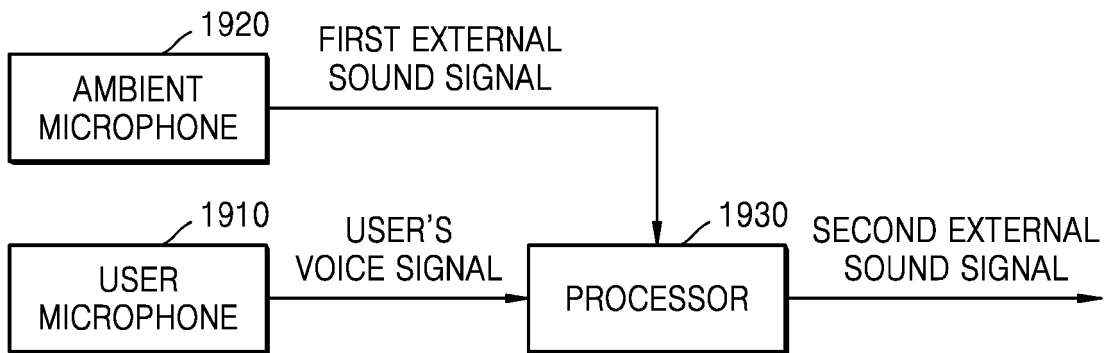 1920
AMBIENT
MICROPHONE
FIRST EXTERNAL
SOUND SIGNAL
1910
USER
MICROPHONE
USER'S
VOICE SIGNAL
1930
PROCESSOR
SECOND EXTERNAL
SOUND SIGNAL